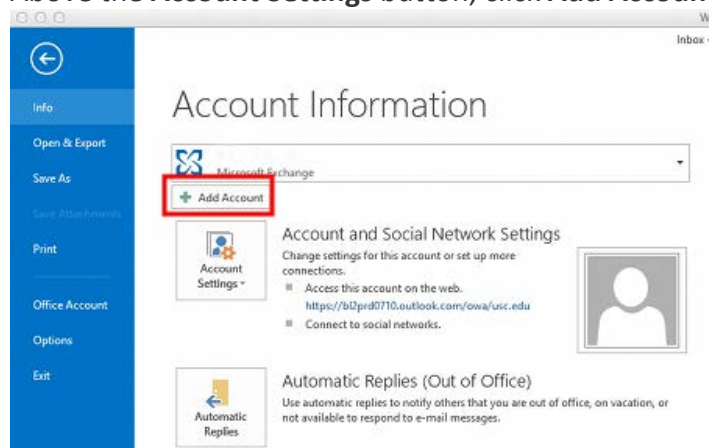 Above the Account Settings button, click Add Account
Inbox -
Info
Account Information
Open & Export
Microsoft Exchange
Save As
Add Account
Save Attachments
Account and Social Network Settings
Print
Account
Settings
Change settings for this account or set up more
connections.
Access this account on the web.
https://bl2prd0710.outlook.com/owa/usc.edu
Office Account
Connect to social networks.
Options
Exit
Automatic Replies (Out of Office)
Automatic
Replies
Use automatic replies to notify others that you are out of office, on vacation, or
not available to respond to e-mail messages.